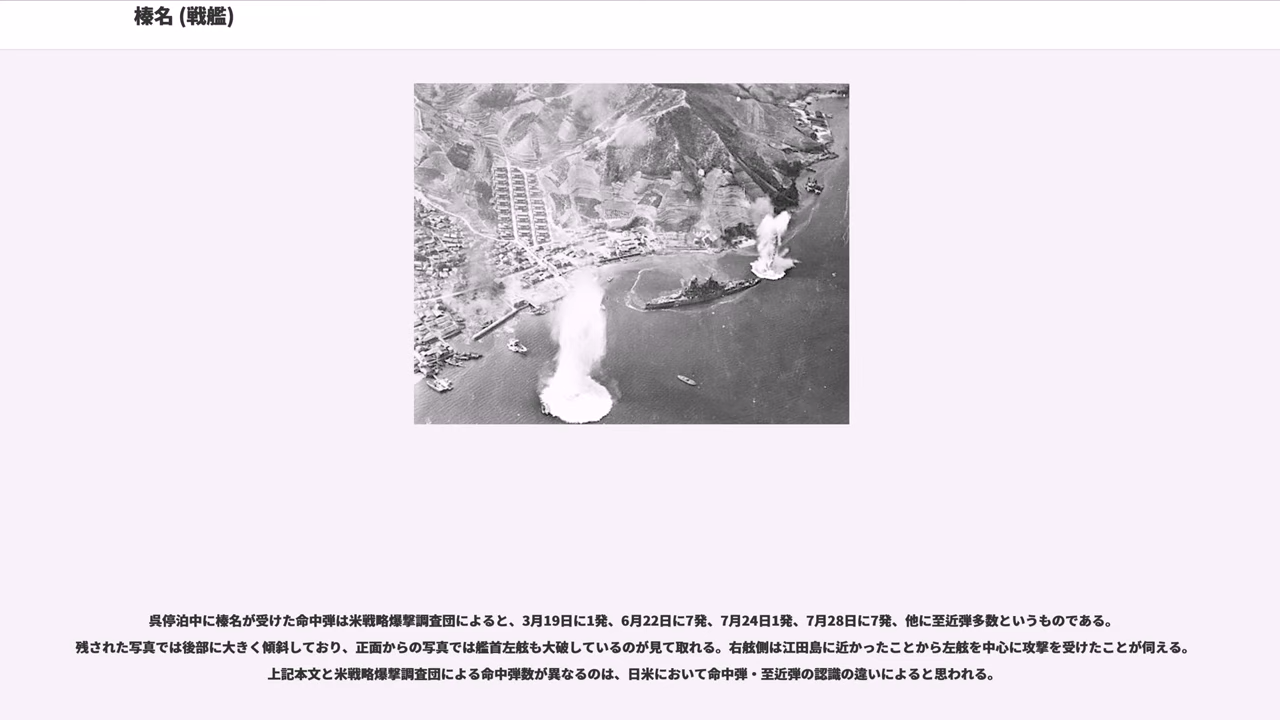 榛名 (戦艦)
呉停泊中に榛名が受けた命中弾は米戦略爆撃調査団によると、3月19日に1発、6月22日に7発、7月24日1発、7月28日に7発、他に至近弾多数というものである。
残された写真では後部に大きく傾斜しており、正面からの写真では艦首左舷も大破しているのが見て取れる。右舷側は江田島に近かったことから左舷を中心に攻撃を受けたことが伺える。
上記本文と米戦略爆撃調査団による命中弾数が異なるのは、日米において命中弾・至近弾の認識の違いによると思われる。